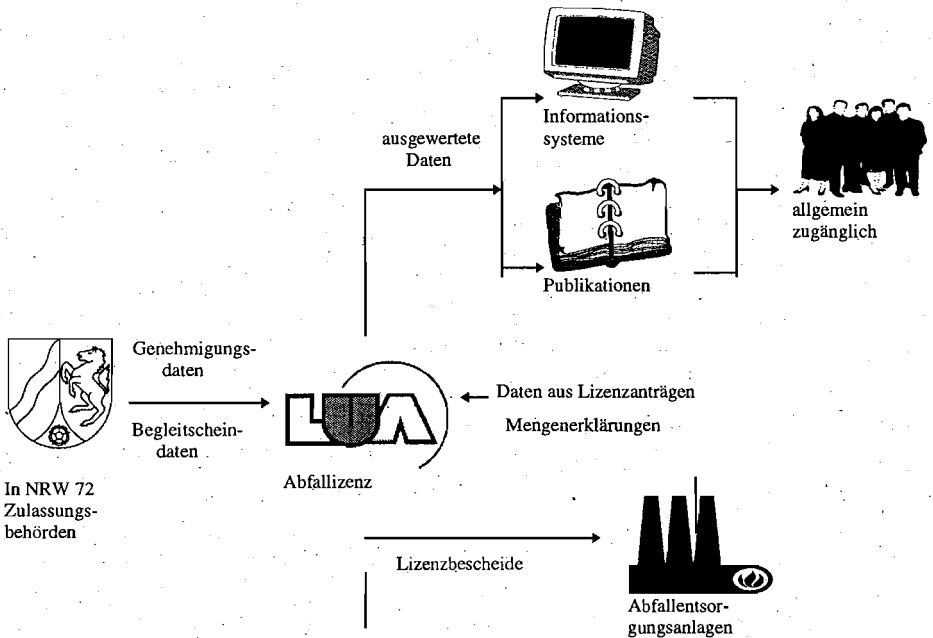 Informations-
systeme
ausgewertete
Daten
allgemein
zugänglich
Publikationen
Genehmigungs-
daten
LUA
Daten aus Lizenzanträgen
Begleitschein-
daten
Mengenerklärungen
Abfallizenz
In NRW 72
Zulassungs-
behörden
Lizenzbescheide
Abfallentsor-
gungsanlagen